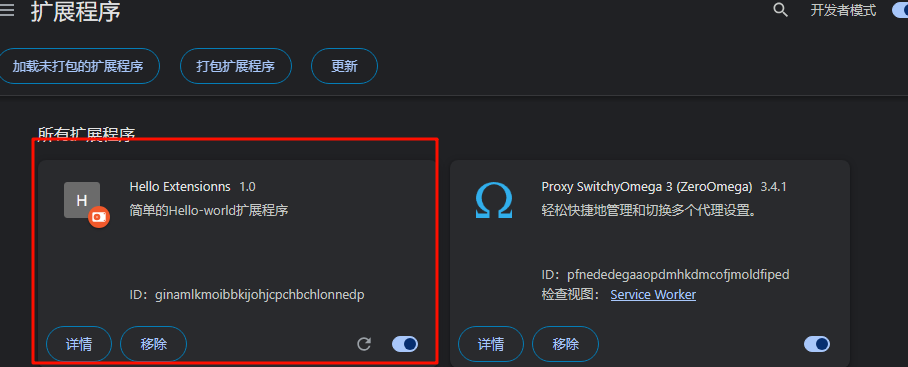 扩展程序
开发者模式
加载未打包的扩展程序
打包扩展程序
更新
所有扩展程序
H
Hello Extensionns 1.0
简单的Hello-world扩展程序
ID：ginamlkmoibbkijohjcpchbchlonnedp
详情
移除
Proxy SwitchyOmega 3 (ZeroOmega) 3.4.1
轻松快捷地管理和切换多个代理设置。
ID：pfnededegaaopdmhkdmcofjmoldfiped
检查视图： Service Worker
详情
移除